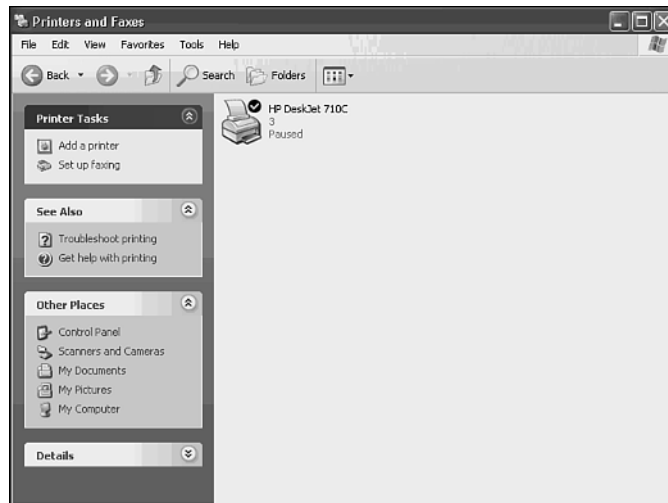 Printers and Faxes
File Edit View Favorites Tools Help
Back Search Folders
Printer Tasks
Add a printer
Set up faxing
See Also
Troubleshoot printing
Get help with printing
Other Places
Control Panel
Scanners and Cameras
My Documents
My Pictures
My Computer
Details
HP DeskJet 710C
3
Paused